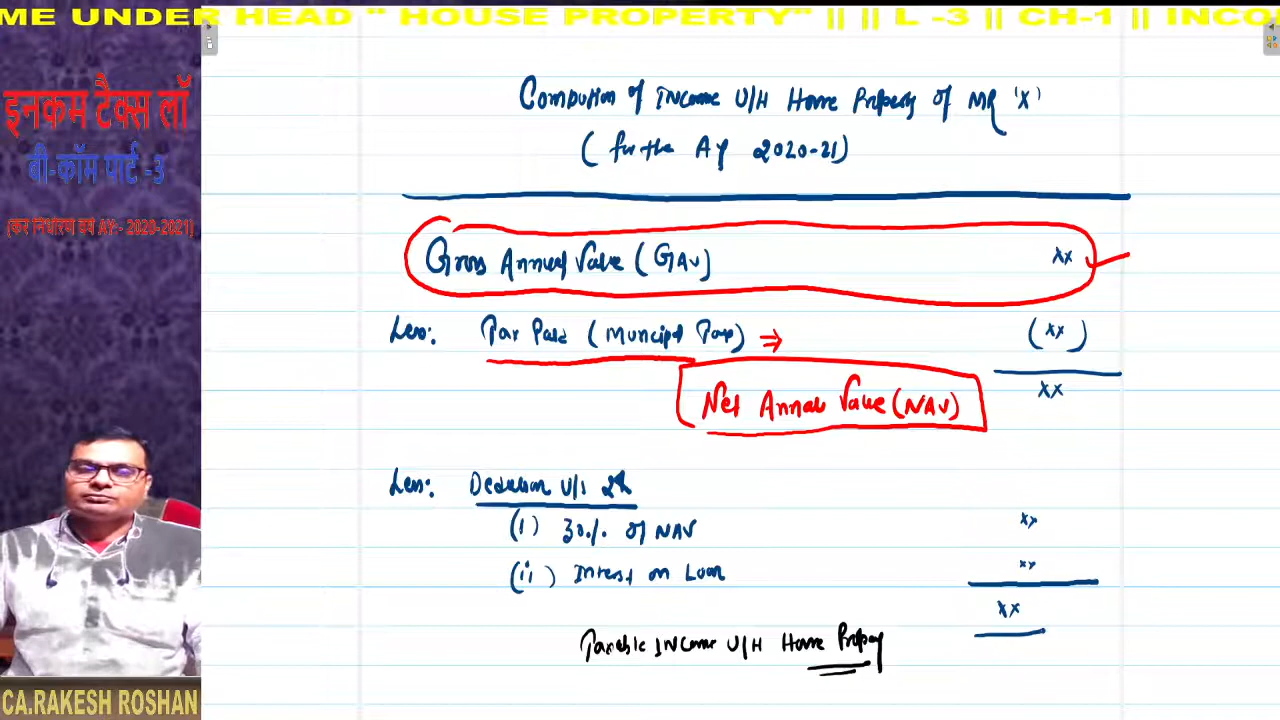 ME UNDER HEAD " HOUSE PROPERTY" || || L -3 || CH-1 || INCO
इनकम टैक्स लॉ
बी-कॉम पार्ट -3
(कर निर्धारण वर्ष AY:- 2020-2021)
CA.RAKESH ROSHAN
Compution of Income U/H House Property of MR 'X'
( for the AY 2020-21)
Gross Annual Value (GAV) xx
Less: Tax Paid (Muncipal Tax) ⇒ (xx)
Net Annual Value (NAV) xx
Less: Deduction U/s 24
(i) 30% of NAV xx
(ii) Interest on Loan xx
xx
Taxable Income U/H House Property